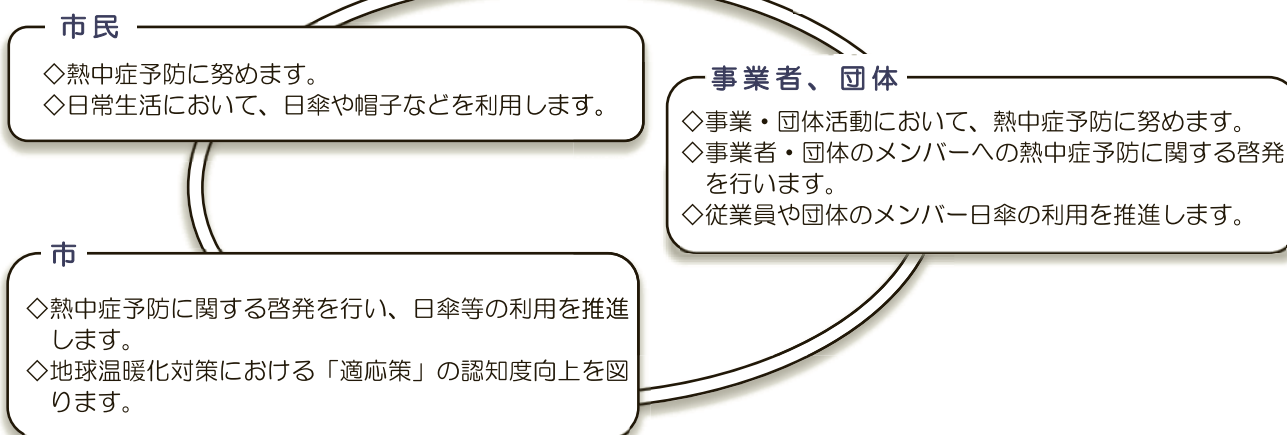 市民
◇熱中症予防に努めます。
◇日常生活において、日傘や帽子などを利用します。
事業者、団体
◇事業・団体活動において、熱中症予防に努めます。
◇事業者・団体のメンバーへの熱中症予防に関する啓発
を行います。
◇従業員や団体のメンバー日傘の利用を推進します。
市
◇熱中症予防に関する啓発を行い、日傘等の利用を推進
します。
◇地球温暖化対策における「適応策」の認知度向上を図
ります。